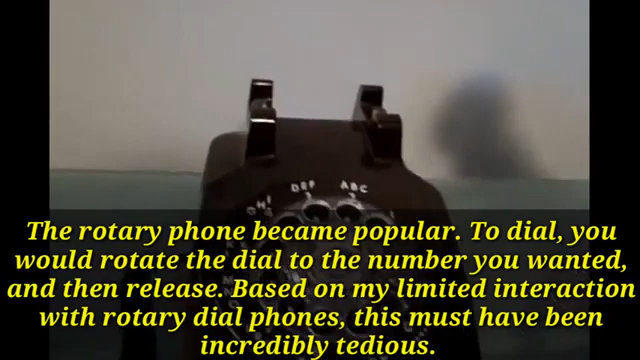 DEF ABC
GHI
The rotary phone became popular. To dial, you
would rotate the dial to the number you wanted,
and then release. Based on my limited interaction
with rotary dial phones, this must have been
incredibly tedious.